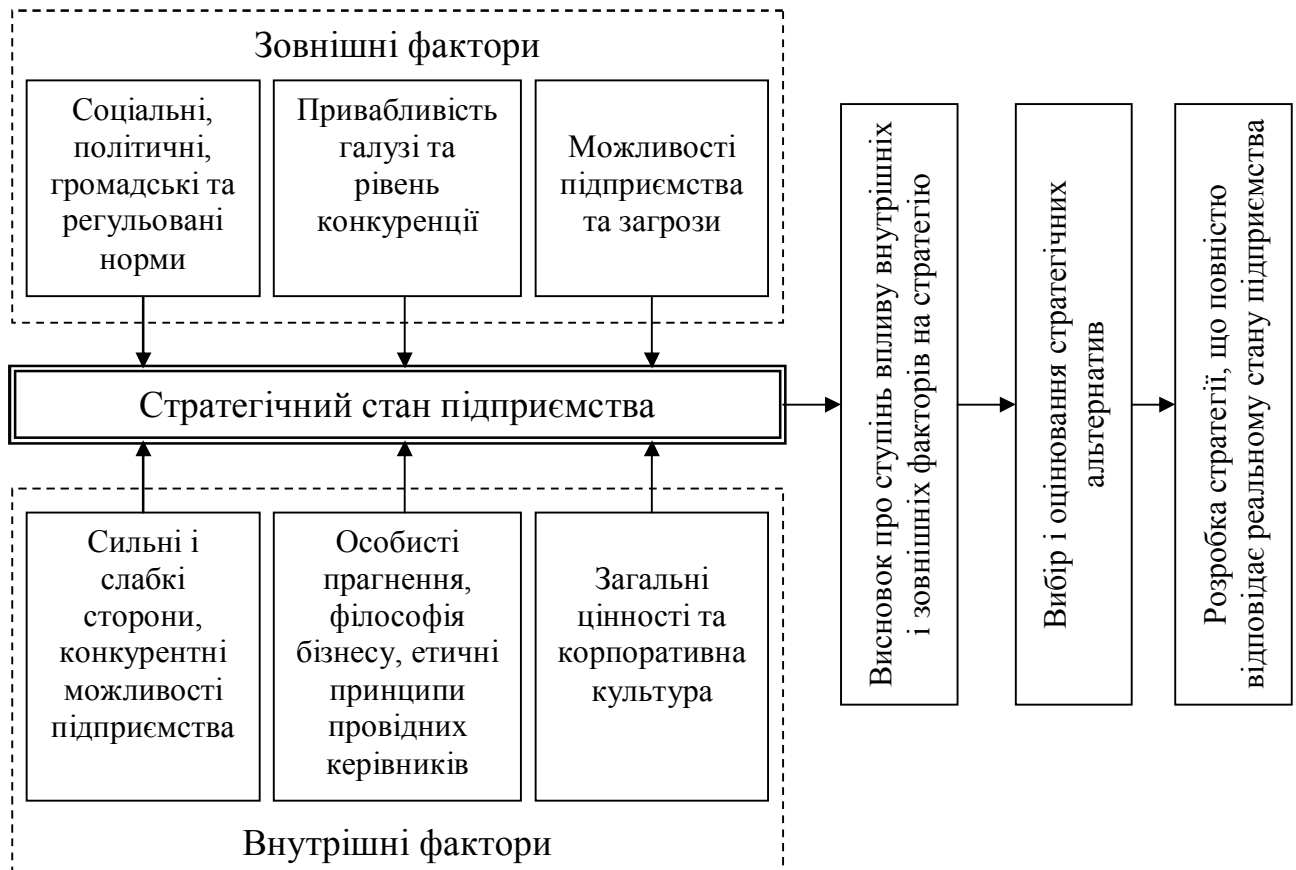 Зовнішні фактори
Соціальні,
політичні,
громадські та
регульовані
норми
Привабливість
галузі та
рівень
конкуренції
Можливості
підприємства
та загрози
Стратегічний стан підприємства
Сильні і
слабкі
сторони,
конкурентні
можливості
підприємства
Особисті
прагнення,
філософія
бізнесу, етичні
принципи
провідних
керівників
Загальні
цінності та
корпоративна
культура
Внутрішні фактори
Висновок про ступінь впливу внутрішніх
і зовнішніх факторів на стратегію
Вибір і оцінювання стратегічних
альтернатив
Розробка стратегії, що повністю
відповідає реальному стану підприємства